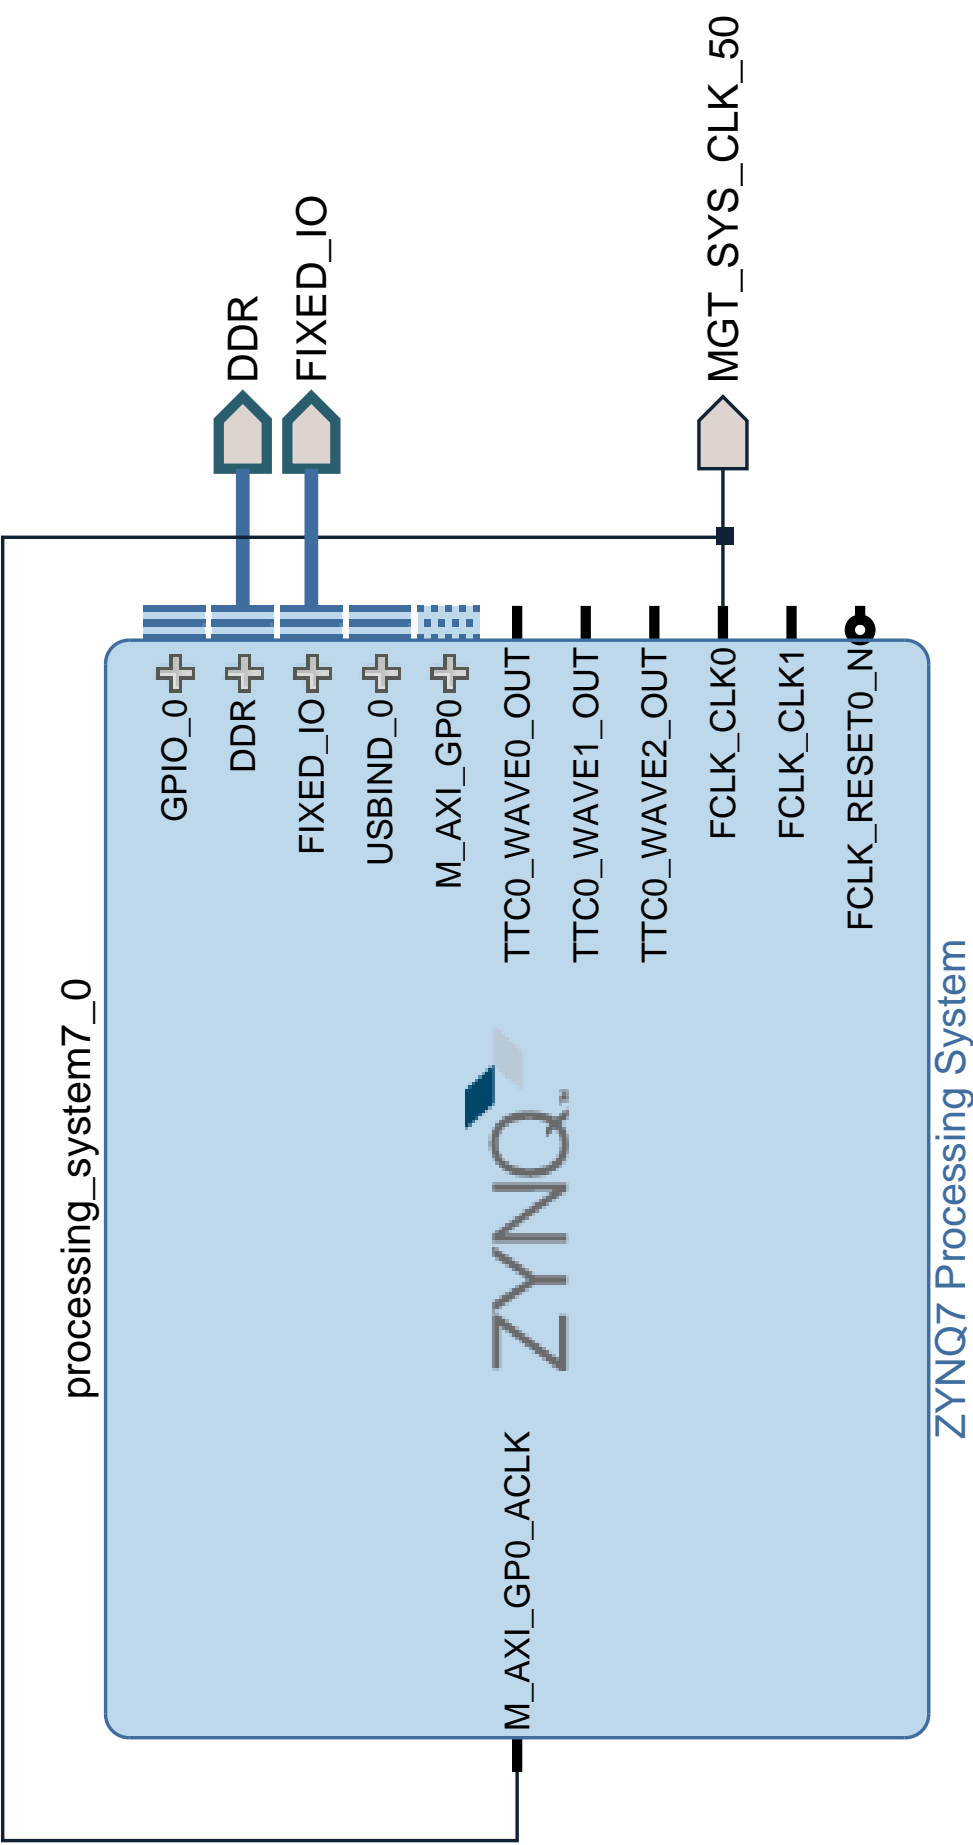 processing_system7_0
GPIO_0
DDR
FIXED_IO
USBIND_0
M_AXI_GP0
TTC0_WAVE0_OUT
TTC0_WAVE1_OUT
TTC0_WAVE2_OUT
FCLK_CLK0
FCLK_CLK1
FCLK_RESET0_N
M_AXI_GP0_ACLK
ZYNQ
ZYNQ7 Processing System
DDR
FIXED_IO
MGT_SYS_CLK_50